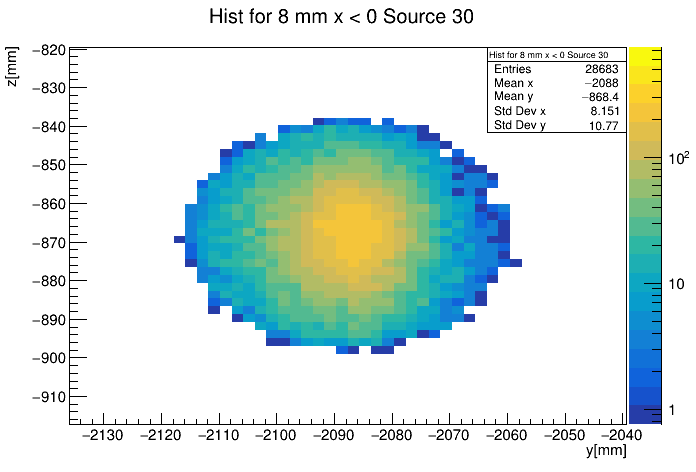 Hist for 8 mm x < 0 Source 30
z[mm]
−820
−830
−840
−850
−860
−870
−880
−890
−900
−910
Hist for 8 mm x < 0 Source 30
Entries 28683
Mean x −2088
Mean y −868.4
Std Dev x 8.151
Std Dev y 10.77
10²
10
1
−2130 −2120 −2110 −2100 −2090 −2080 −2070 −2060 −2050 −2040
y[mm]